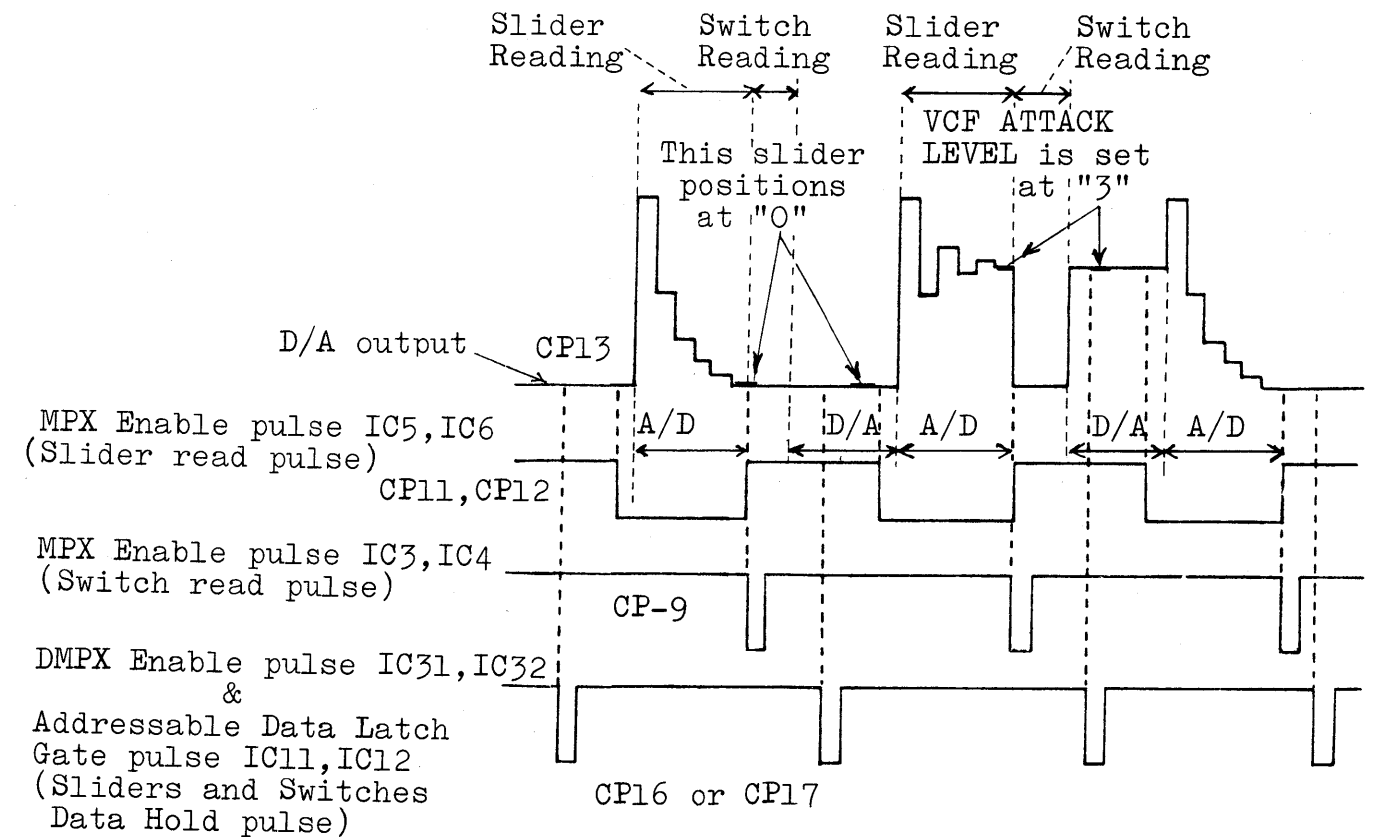 Slider
Reading
Switch
Reading
Slider
Reading
Switch
Reading
VCF ATTACK
LEVEL is set
at "3"
This slider
positions
at "0"
D/A output
CP13
MPX Enable pulse IC5,IC6
(Slider read pulse)
A/D
D/A
A/D
D/A
A/D
CP11,CP12
MPX Enable pulse IC3,IC4
(Switch read pulse)
CP-9
DMPX Enable pulse IC31,IC32
&
Addressable Data Latch
Gate pulse IC11,IC12
(Sliders and Switches
Data Hold pulse)
CP16 or CP17